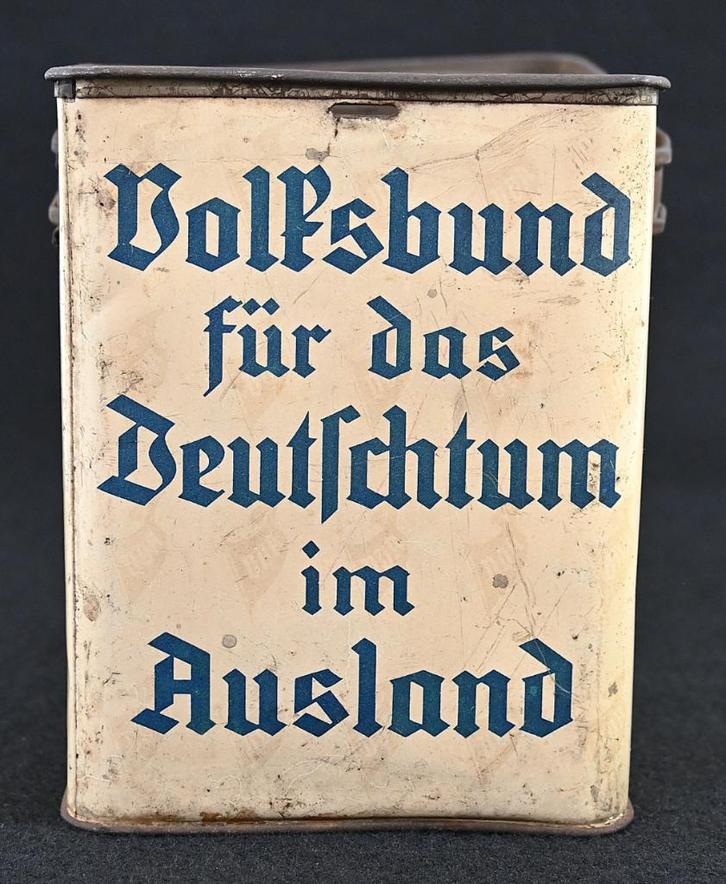 Volksbund
für das
Deutſchtum
im
Ausland